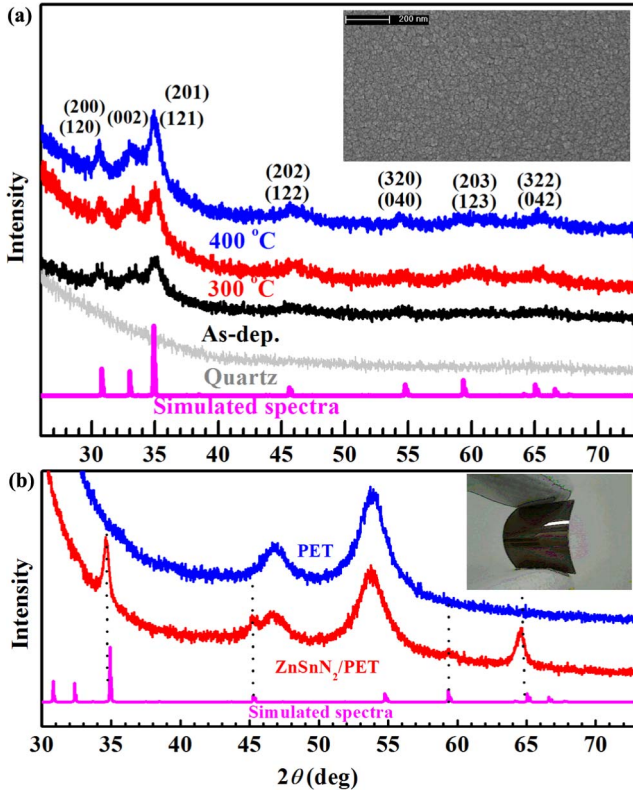 (a)
200 nm
(201)
(200)
(120)
(002)
(121)
(202)
(122)
(320)
(040)
(203)
(123)
(322)
(042)
Intensity
400 °C
300 °C
As-dep.
Quartz
Simulated spectra
30 35 40 45 50 55 60 65 70
(b)
PET
Intensity
ZnSnN₂/PET
Simulated spectra
30 35 40 45 50 55 60 65 70
2θ (deg)